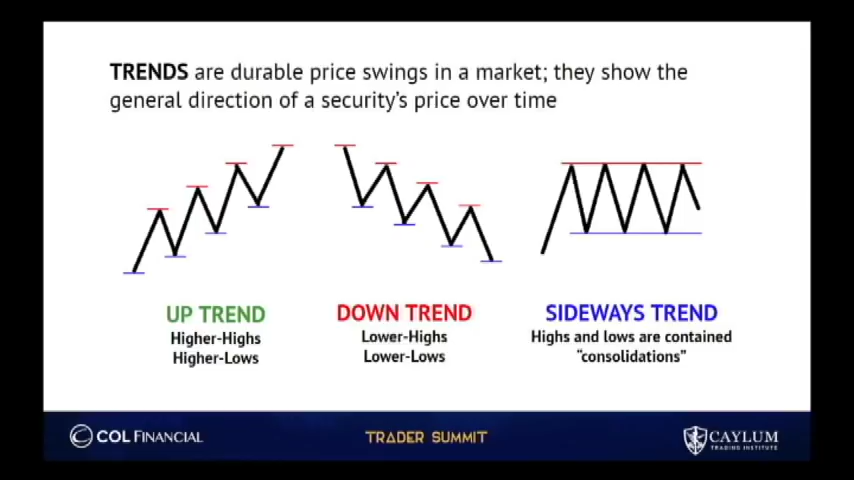 TRENDS are durable price swings in a market; they show the
general direction of a security's price over time
UP TREND
Higher-Highs
Higher-Lows
DOWN TREND
Lower-Highs
Lower-Lows
SIDEWAYS TREND
Highs and lows are contained
“consolidations”
COL FINANCIAL
TRADER SUMMIT
CAYLUM
TRADING INSTITUTE